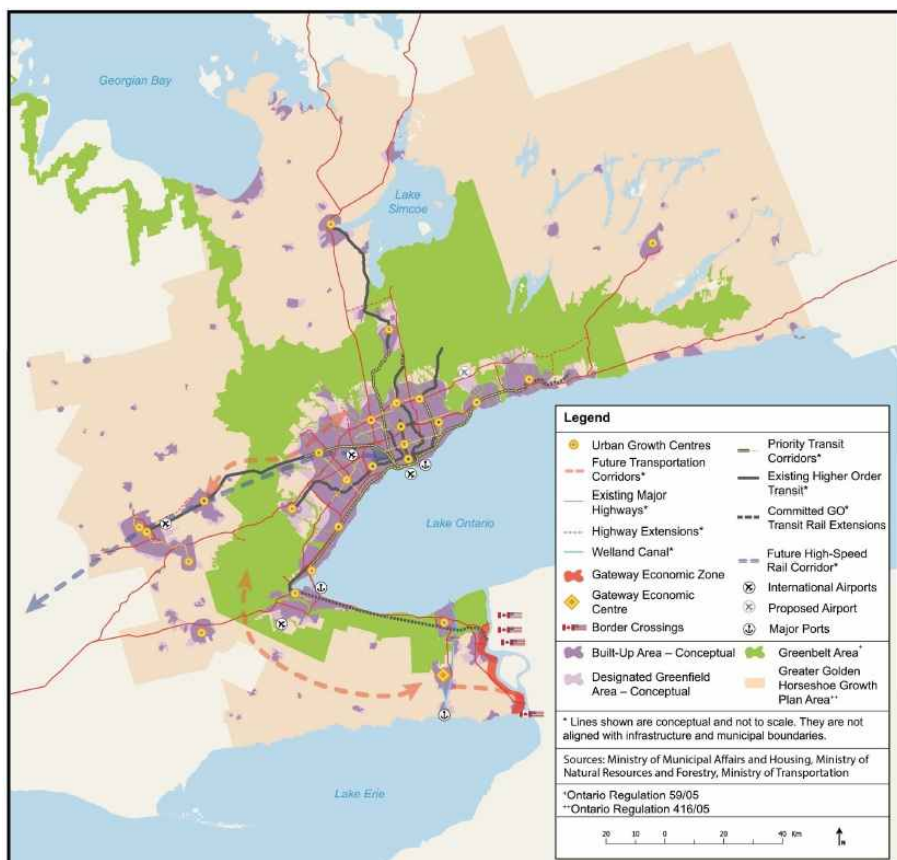 Georgian Bay
Lake
Simcoe
Lake Ontario
Lake Erie
Legend
Urban Growth Centres
Future Transportation
Corridors*
Existing Major
Highways*
Highway Extensions*
Welland Canal*
Gateway Economic Zone
Gateway Economic
Centre
Border Crossings
Priority Transit
Corridors*
Existing Higher Order
Transit*
Committed GO*
Transit Rail Extensions
Future High-Speed
Rail Corridor*
International Airports
Proposed Airport
Major Ports
Built-Up Area – Conceptual
Designated Greenfield
Area – Conceptual
Greenbelt Area+
Greater Golden
Horseshoe Growth
Plan Area++
* Lines shown are conceptual and not to scale. They are not
aligned with infrastructure and municipal boundaries.
Sources: Ministry of Municipal Affairs and Housing, Ministry of
Natural Resources and Forestry, Ministry of Transportation
+Ontario Regulation 59/05
++Ontario Regulation 416/05
20 10 0 20 40 Km
N